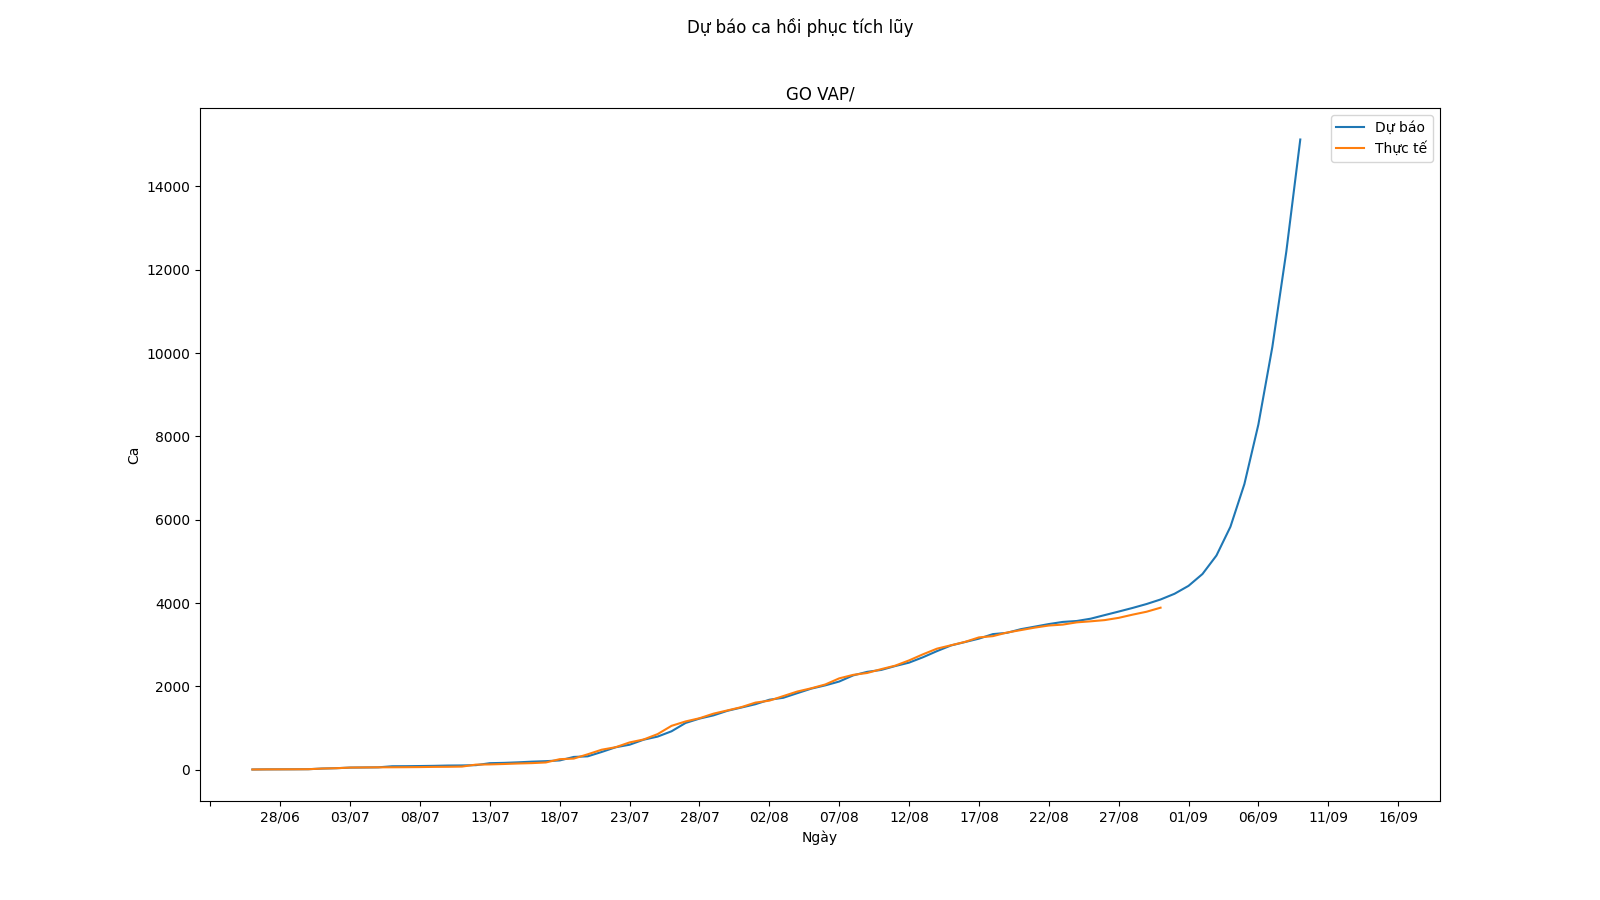 Dự báo ca hồi phục tích lũy
GO VAP/
Dự báo
Thực tế
14000
12000
10000
8000
6000
4000
2000
0
Ca
28/06 03/07 08/07 13/07 18/07 23/07 28/07 02/08 07/08 12/08 17/08 22/08 27/08 01/09 06/09 11/09 16/09
Ngày